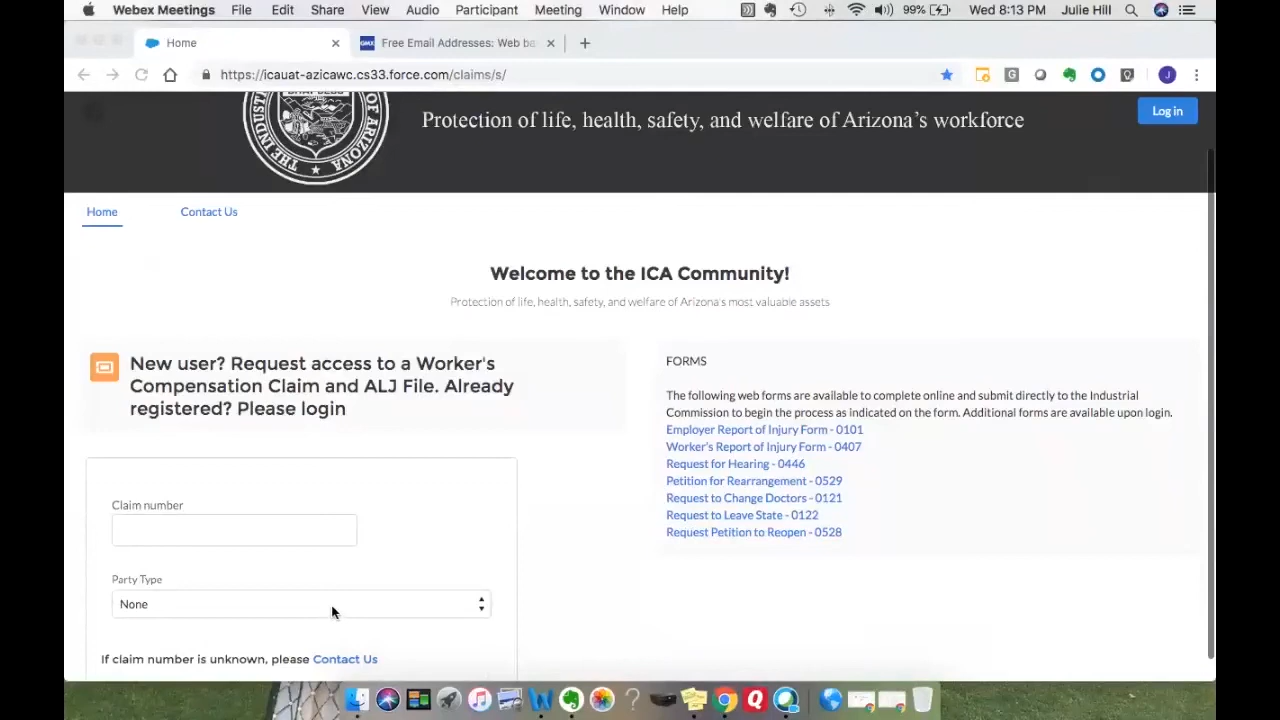 Webex Meetings File Edit Share View Audio Participant Meeting Window Help 99% Wed 8:13 PM Julie Hill
Home Free Email Addresses: Web ba
https://icauat-azicawc.cs33.force.com/claims/s/
THE INDUSTRI OF ARIZONA
Protection of life, health, safety, and welfare of Arizona's workforce
Log in
Home Contact Us
Welcome to the ICA Community!
Protection of life, health, safety, and welfare of Arizona's most valuable assets
New user? Request access to a Worker's
Compensation Claim and ALJ File. Already
registered? Please login
FORMS
The following web forms are available to complete online and submit directly to the Industrial
Commission to begin the process as indicated on the form. Additional forms are available upon login.
Employer Report of Injury Form - 0101
Worker's Report of Injury Form - 0407
Request for Hearing - 0446
Petition for Rearrangement - 0529
Request to Change Doctors - 0121
Request to Leave State - 0122
Request Petition to Reopen - 0528
Claim number
Party Type
None
If claim number is unknown, please Contact Us